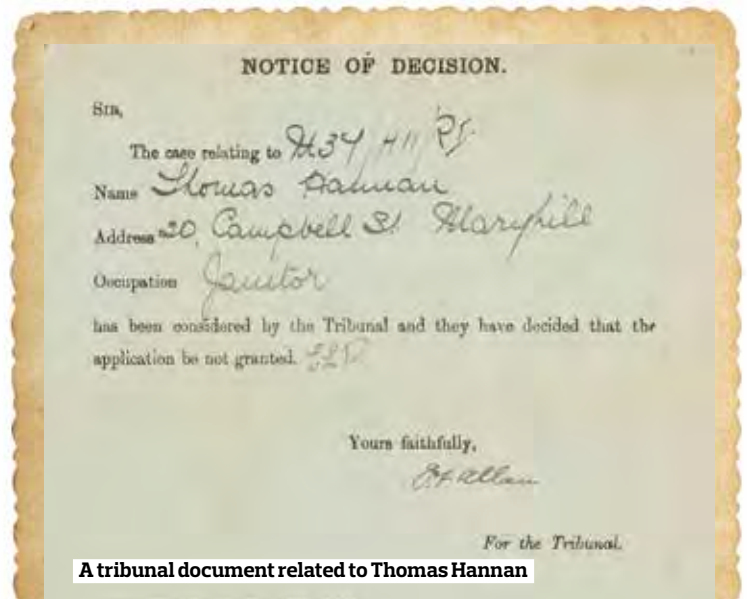 NOTICE OF DECISION.
SIR,
The case relating to M34
Name Thomas Hannan
Address 20, Campbell St. Maryhill
Occupation Janitor
has been considered by the Tribunal and they have decided that the
application be not granted.
Yours faithfully,
Allan
For the Tribunal.
A tribunal document related to Thomas Hannan